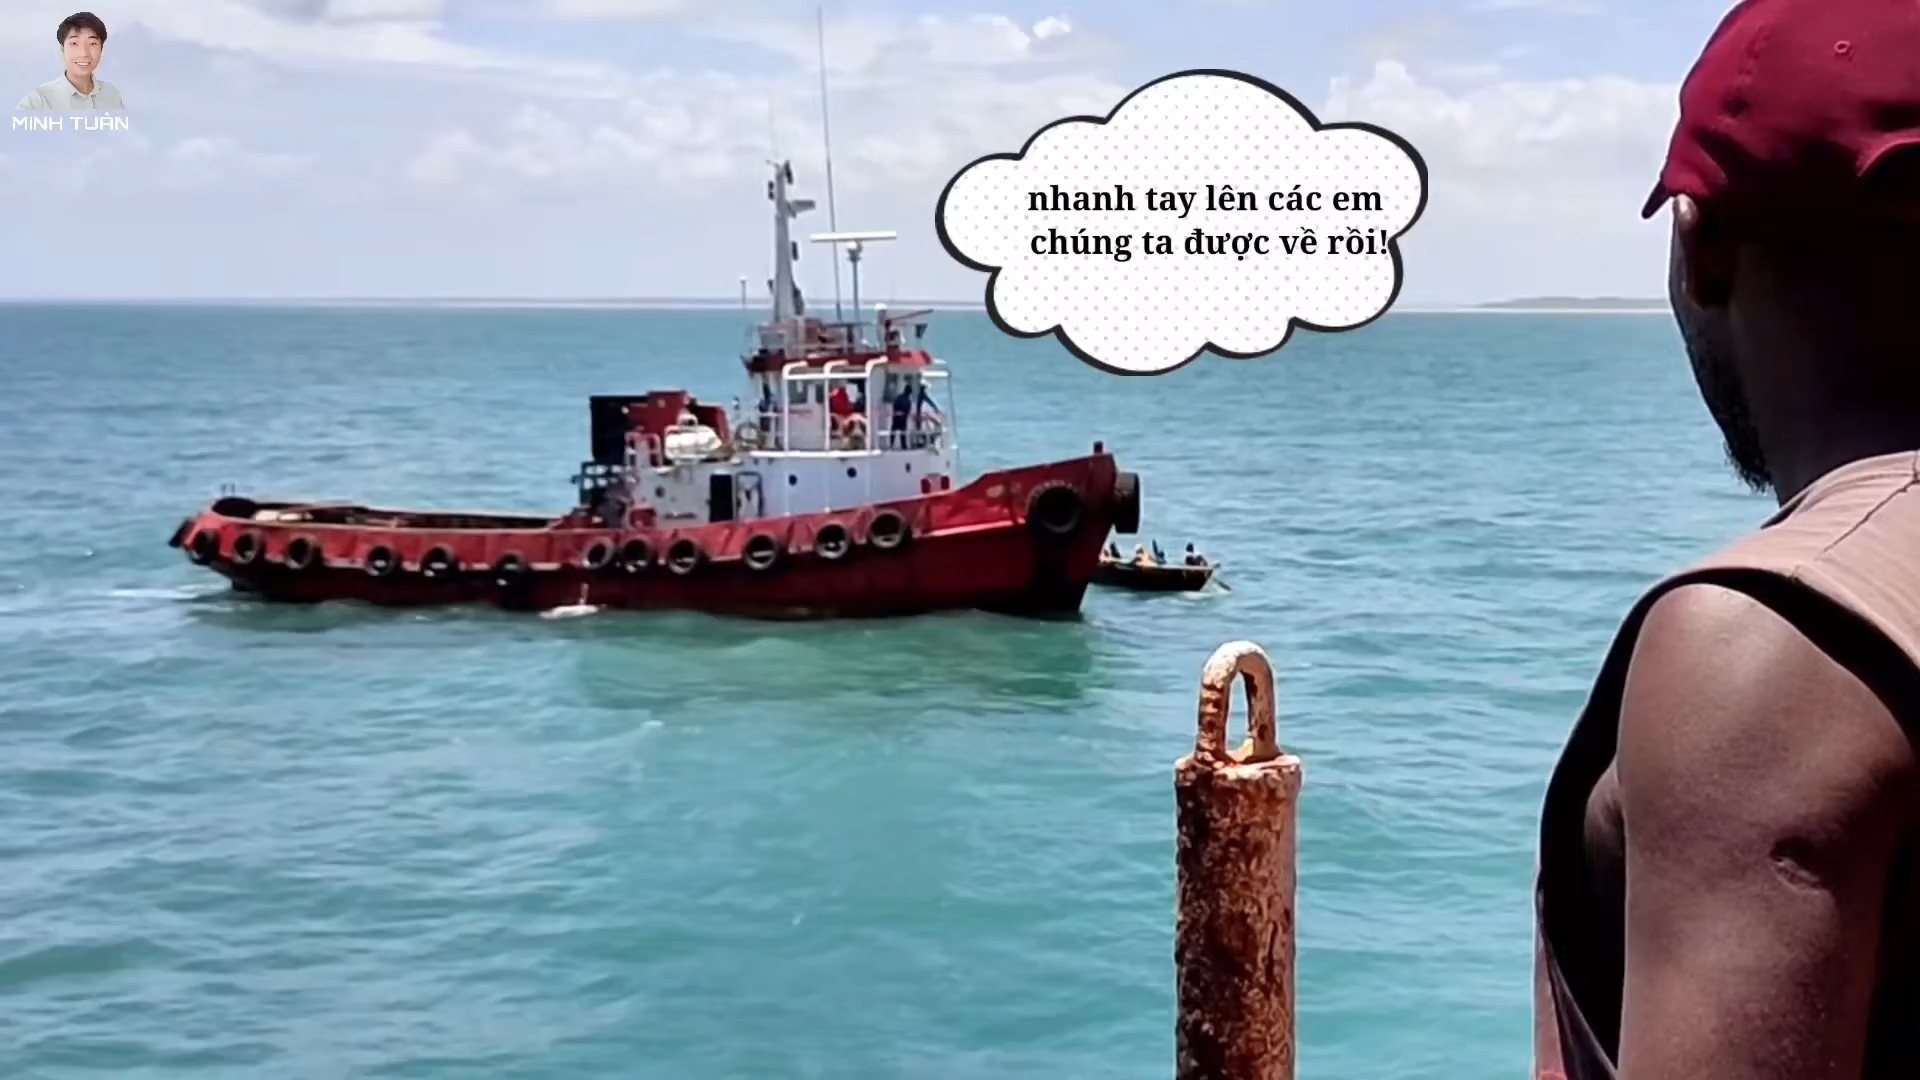 MINH TUẤN
nhanh tay lên các em
chúng ta được về rồi!